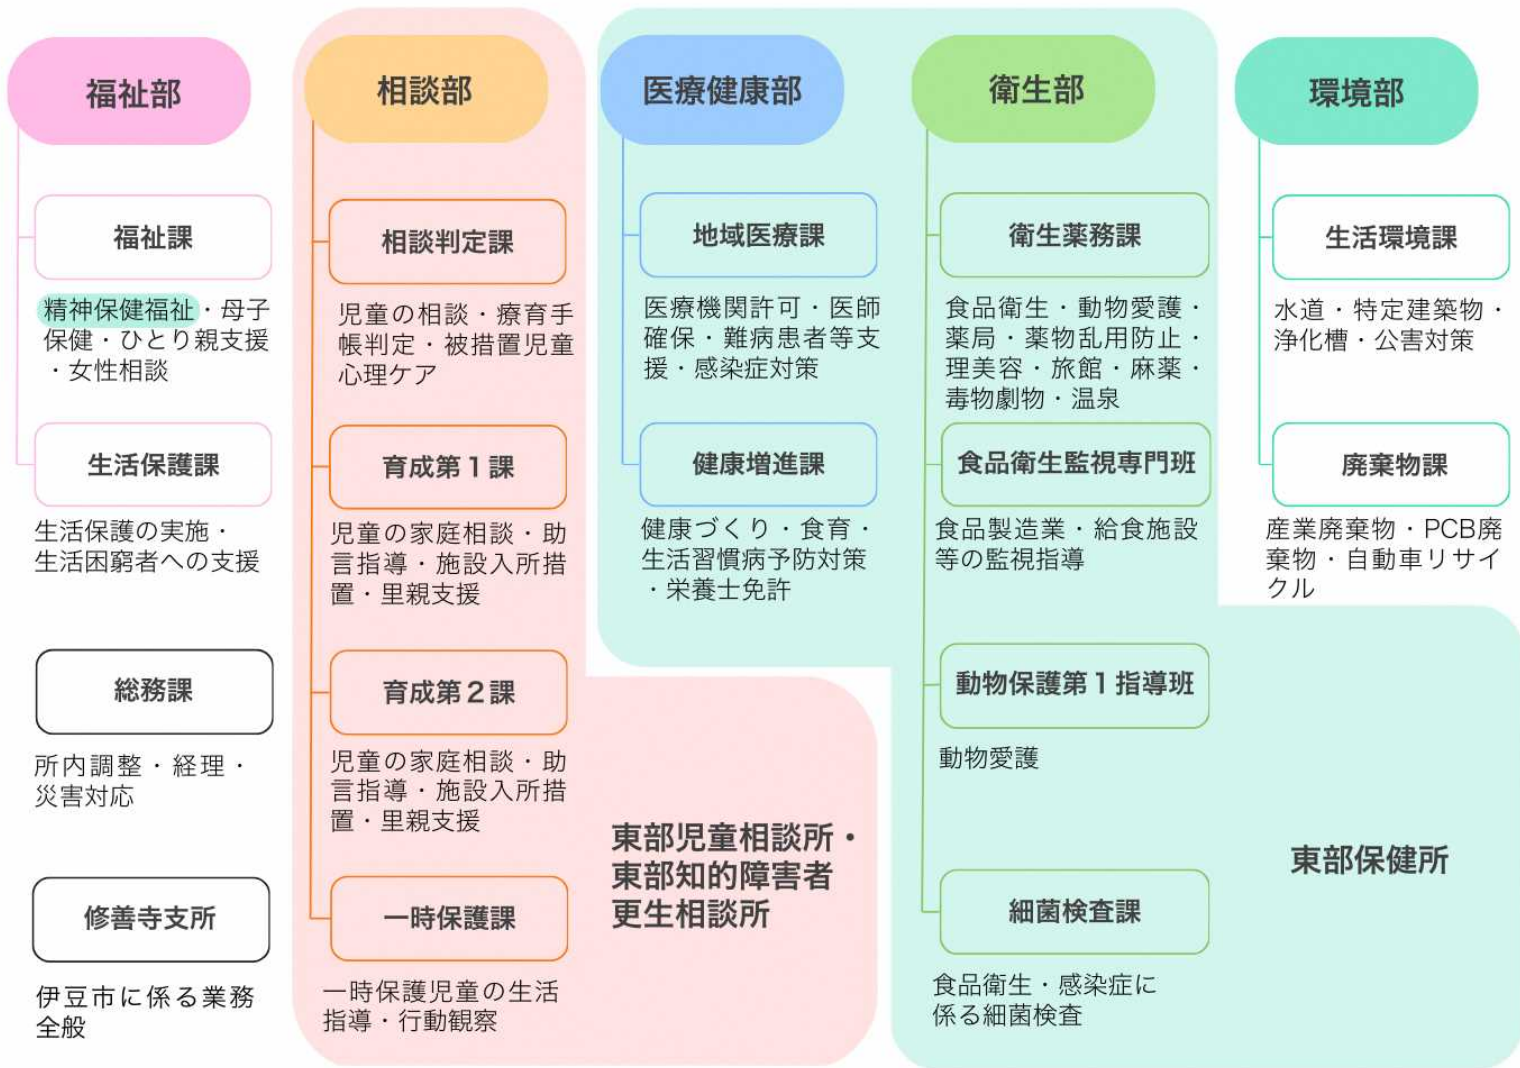 福祉部
福祉課
精神保健福祉・母子
保健・ひとり親支援
・女性相談
生活保護課
生活保護の実施・
生活困窮者への支援
総務課
所内調整・経理・
災害対応
修善寺支所
伊豆市に係る業務
全般
相談部
相談判定課
児童の相談・療育手
帳判定・被措置児童
心理ケア
育成第１課
児童の家庭相談・助
言指導・施設入所措
置・里親支援
育成第２課
児童の家庭相談・助
言指導・施設入所措
置・里親支援
一時保護課
一時保護児童の生活
指導・行動観察
東部児童相談所・
東部知的障害者
更生相談所
医療健康部
地域医療課
医療機関許可・医師
確保・難病患者等支
援・感染症対策
健康増進課
健康づくり・食育・
生活習慣病予防対策
・栄養士免許
衛生部
衛生薬務課
食品衛生・動物愛護・
薬局・薬物乱用防止・
理美容・旅館・麻薬・
毒物劇物・温泉
食品衛生監視専門班
食品製造業・給食施設
等の監視指導
動物保護第１指導班
動物愛護
細菌検査課
食品衛生・感染症に
係る細菌検査
環境部
生活環境課
水道・特定建築物・
浄化槽・公害対策
廃棄物課
産業廃棄物・PCB廃
棄物・自動車リサイ
クル
東部保健所